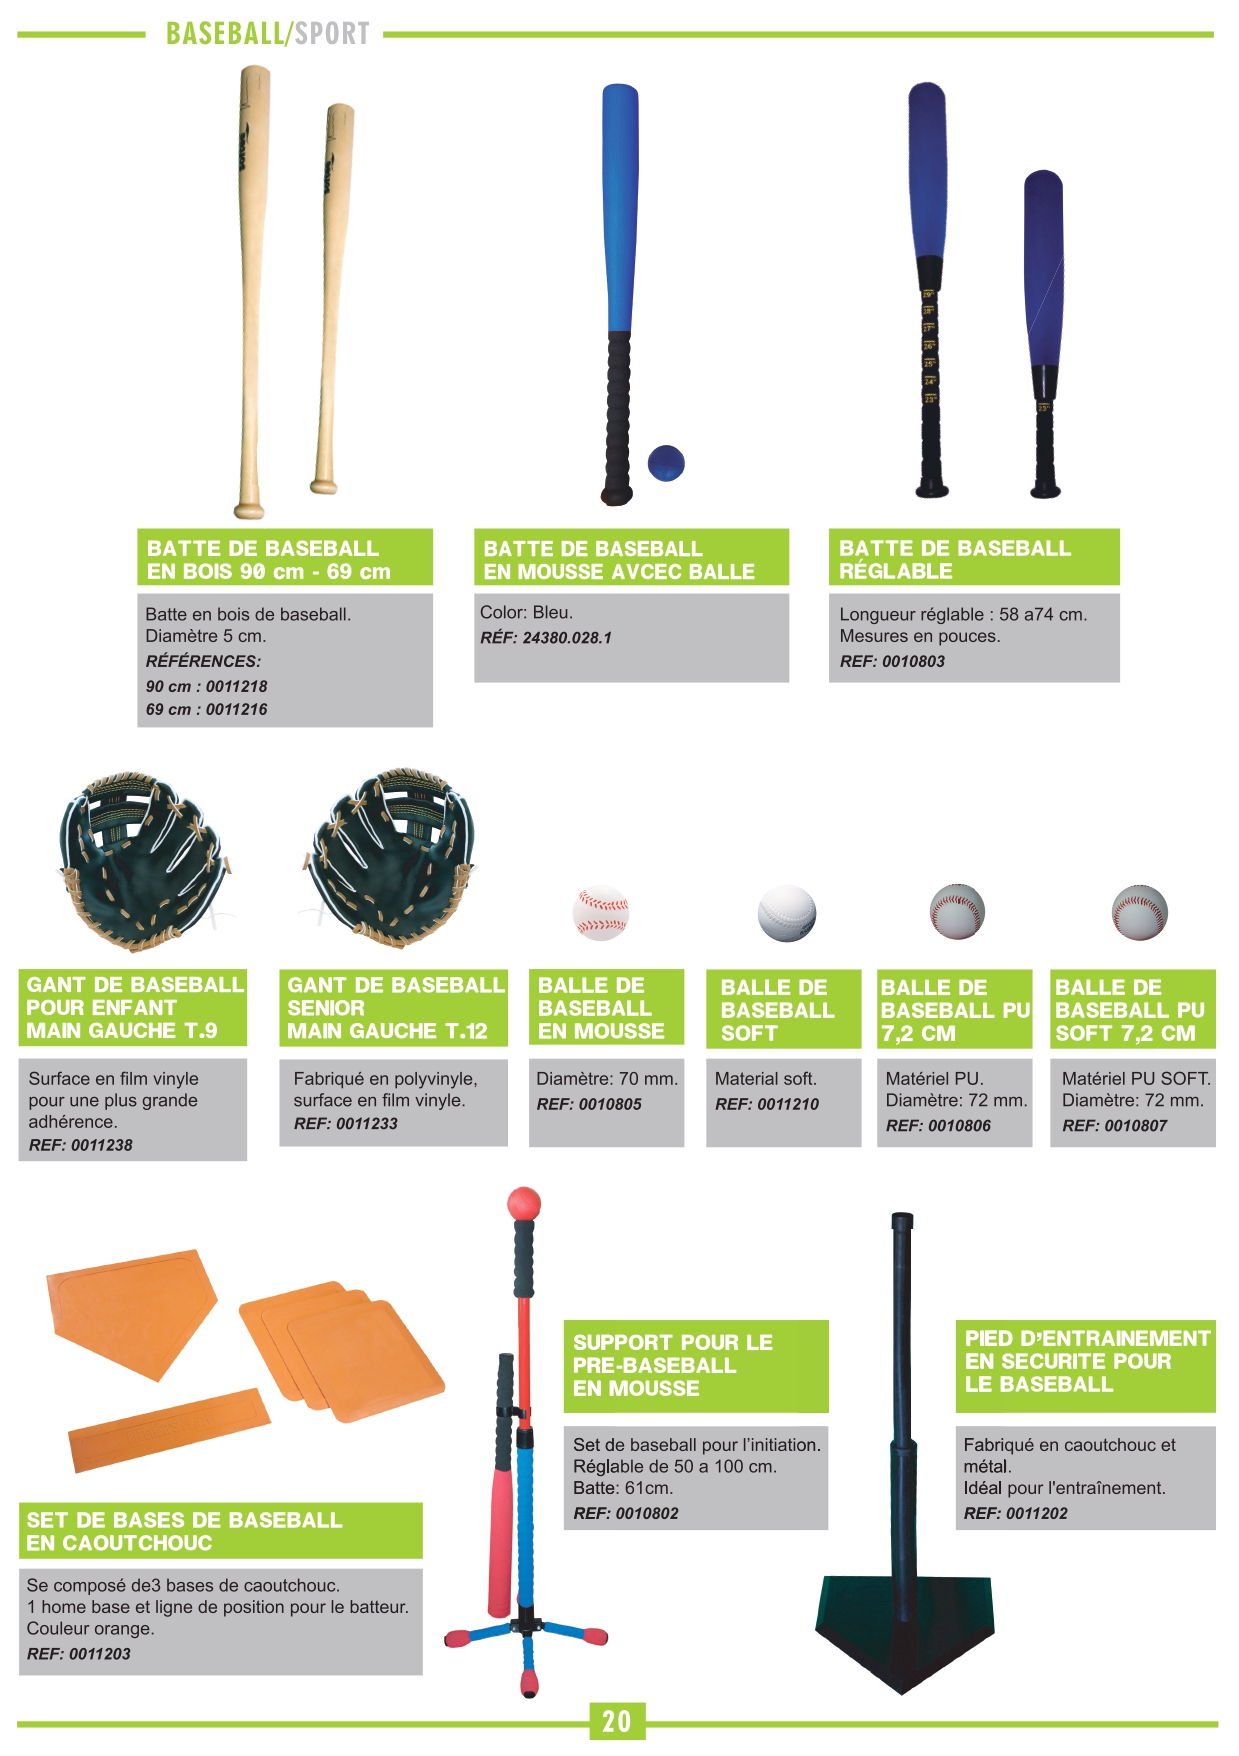 BASEBALL/SPORT
29"
28"
27"
26"
25"
24"
23"
23"
BATTE DE BASEBALL
EN BOIS 90 cm - 69 cm
Batte en bois de baseball.
Diamètre 5 cm.
RÉFÉRENCES:
90 cm : 0011218
69 cm : 0011216
BATTE DE BASEBALL
EN MOUSSE AVCEC BALLE
Color: Bleu.
RÉF: 24380.028.1
BATTE DE BASEBALL
RÉGLABLE
Longueur réglable : 58 a74 cm.
Mesures en pouces.
REF: 0010803
GANT DE BASEBALL
POUR ENFANT
MAIN GAUCHE T.9
Surface en film vinyle
pour une plus grande
adhérence.
REF: 0011238
GANT DE BASEBALL
SENIOR
MAIN GAUCHE T.12
Fabriqué en polyvinyle,
surface en film vinyle.
REF: 0011233
BALLE DE
BASEBALL
EN MOUSSE
Diamètre: 70 mm.
REF: 0010805
BALLE DE
BASEBALL
SOFT
Material soft.
REF: 0011210
BALLE DE
BASEBALL PU
7,2 CM
Matériel PU.
Diamètre: 72 mm.
REF: 0010806
BALLE DE
BASEBALL PU
SOFT 7,2 CM
Matériel PU SOFT.
Diamètre: 72 mm.
REF: 0010807
SET DE BASES DE BASEBALL
EN CAOUTCHOUC
Se composé de3 bases de caoutchouc.
1 home base et ligne de position pour le batteur.
Couleur orange.
REF: 0011203
SUPPORT POUR LE
PRE-BASEBALL
EN MOUSSE
Set de baseball pour l'initiation.
Réglable de 50 a 100 cm.
Batte: 61cm.
REF: 0010802
PIED D'ENTRAINEMENT
EN SECURITE POUR
LE BASEBALL
Fabriqué en caoutchouc et
métal.
Idéal pour l'entraînement.
REF: 0011202
20